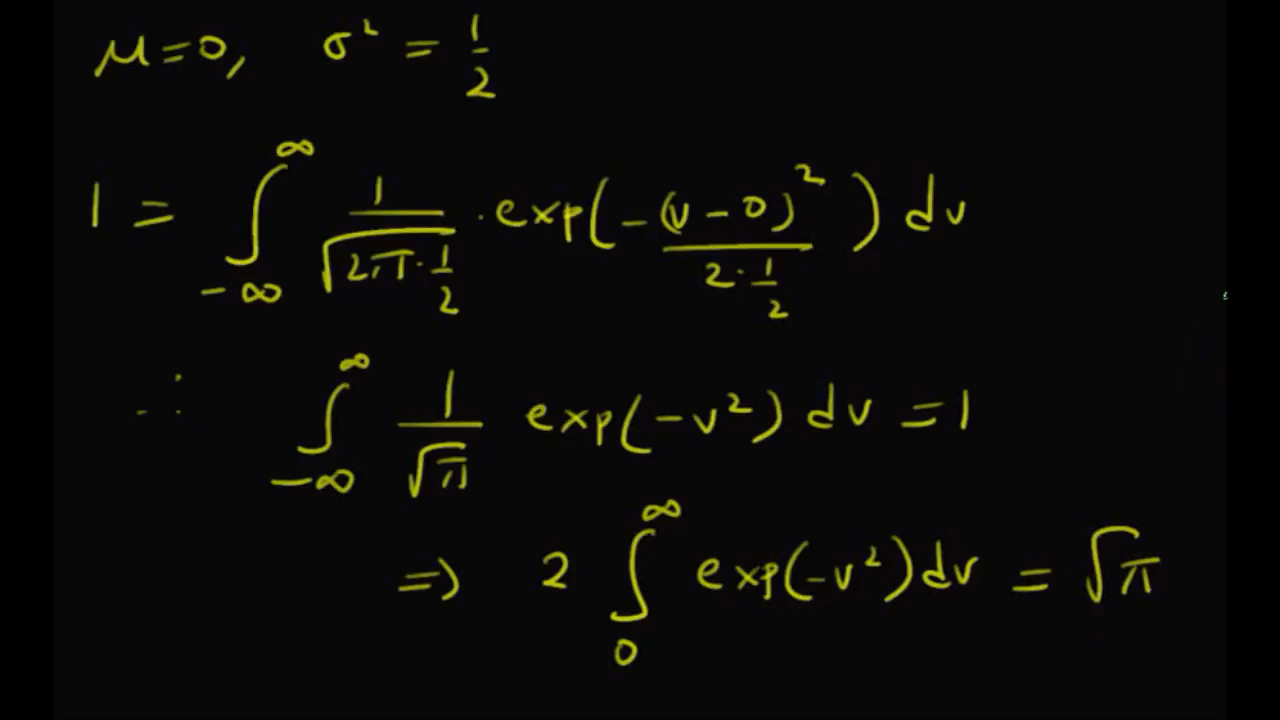 μ=0, σ² = 1/2
1 = ∫_{-∞}^{∞} 1/√(2π·1/2) · exp(-(v-0)²/(2·1/2)) dv
∴ ∫_{-∞}^{∞} 1/√π exp(-v²) dv = 1
=> 2 ∫_{0}^{∞} exp(-v²) dv = √π